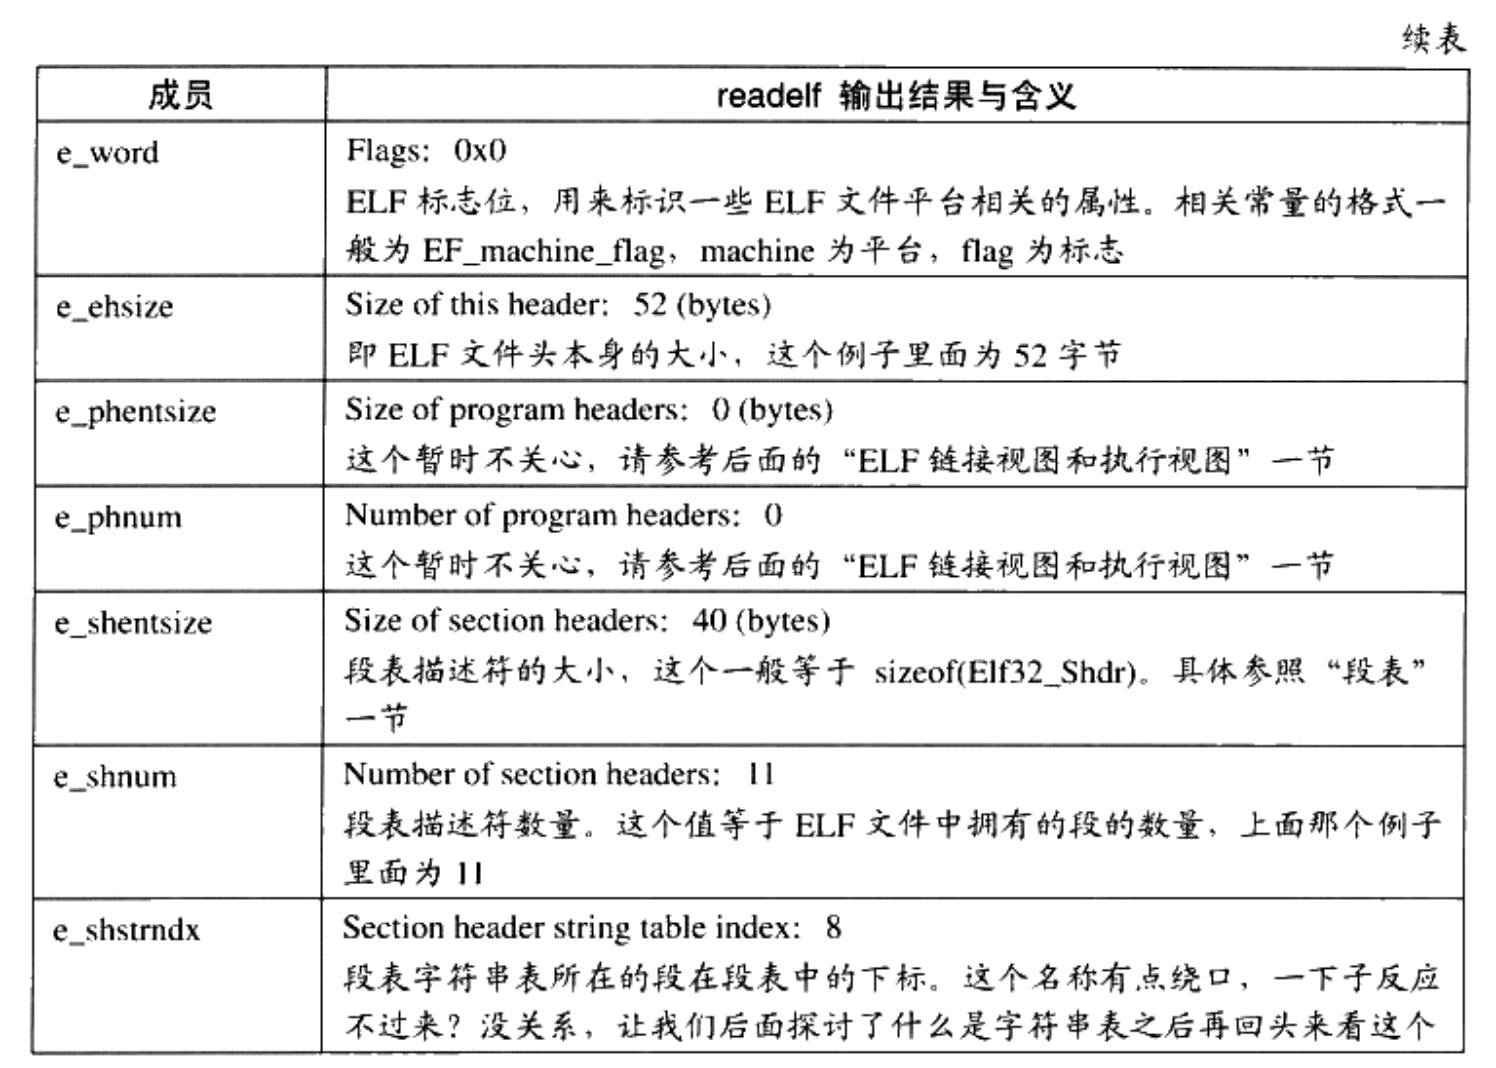 续表
成员
readelf 输出结果与含义
e_word
Flags：0x0
ELF 标志位，用来标识一些 ELF 文件平台相关的属性。相关常量的格式一
般为 EF_machine_flag，machine 为平台，flag 为标志
e_ehsize
Size of this header：52 (bytes)
即 ELF 文件头本身的大小，这个例子里面为 52 字节
e_phentsize
Size of program headers：0 (bytes)
这个暂时不关心，请参考后面的“ELF 链接视图和执行视图”一节
e_phnum
Number of program headers：0
这个暂时不关心，请参考后面的“ELF 链接视图和执行视图”一节
e_shentsize
Size of section headers：40 (bytes)
段表描述符的大小，这个一般等于 sizeof(Elf32_Shdr)。具体参照“段表”
一节
e_shnum
Number of section headers：11
段表描述符数量。这个值等于 ELF 文件中拥有的段的数量，上面那个例子
里面为 11
e_shstrndx
Section header string table index：8
段表字符串表所在的段在段表中的下标。这个名称有点绕口，一下子反应
不过来？没关系，让我们后面探讨了什么是字符串表之后再回头来看这个